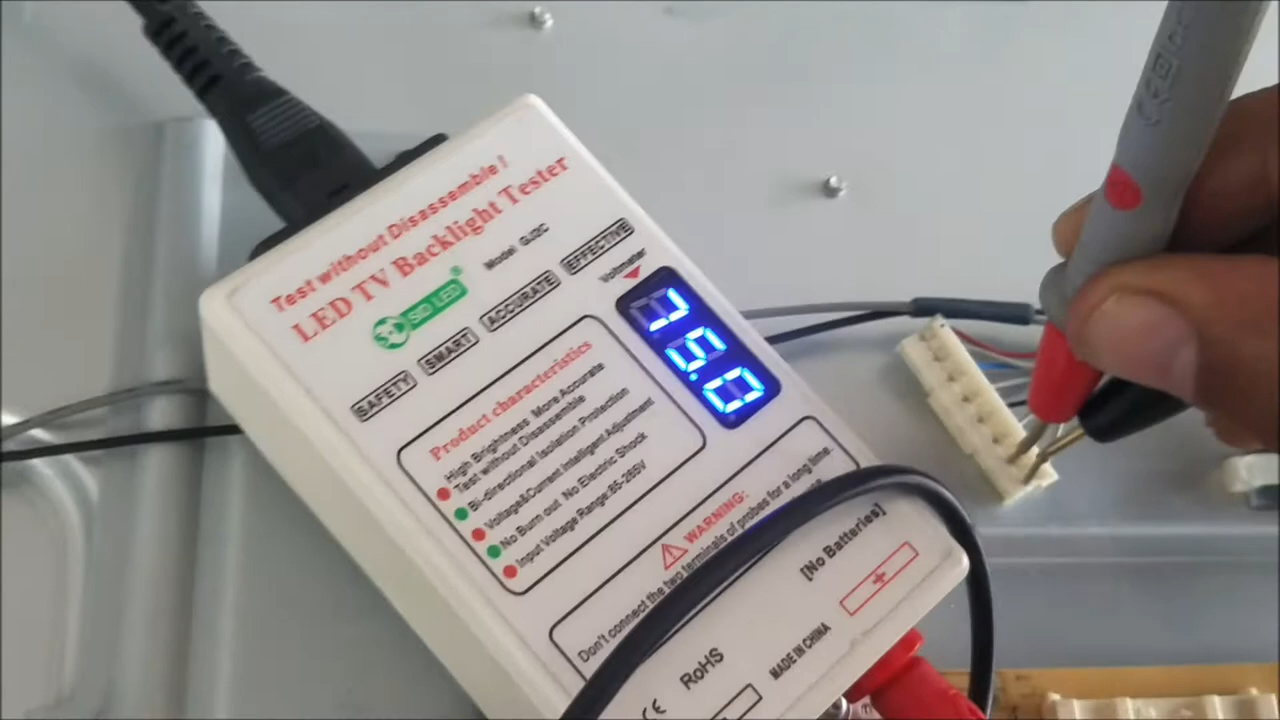 Test without Disassemble !
LED TV Backlight Tester
Model GJ2C
SID LED
SAFETY SMART ACCURATE EFFECTIVE
Voltmeter
Product characteristics
High Brightness More Accurate
Test without Disassemble
Bi-directional Isolation Protection
Voltage&Current Intelligent Adjustment
No Burn out No Electric Shock
Input Voltage Range:85-265V
WARNING:
Don't connect the two terminals of probes for a long time.
[No Batteries]
+
CE RoHS
MADE IN CHINA